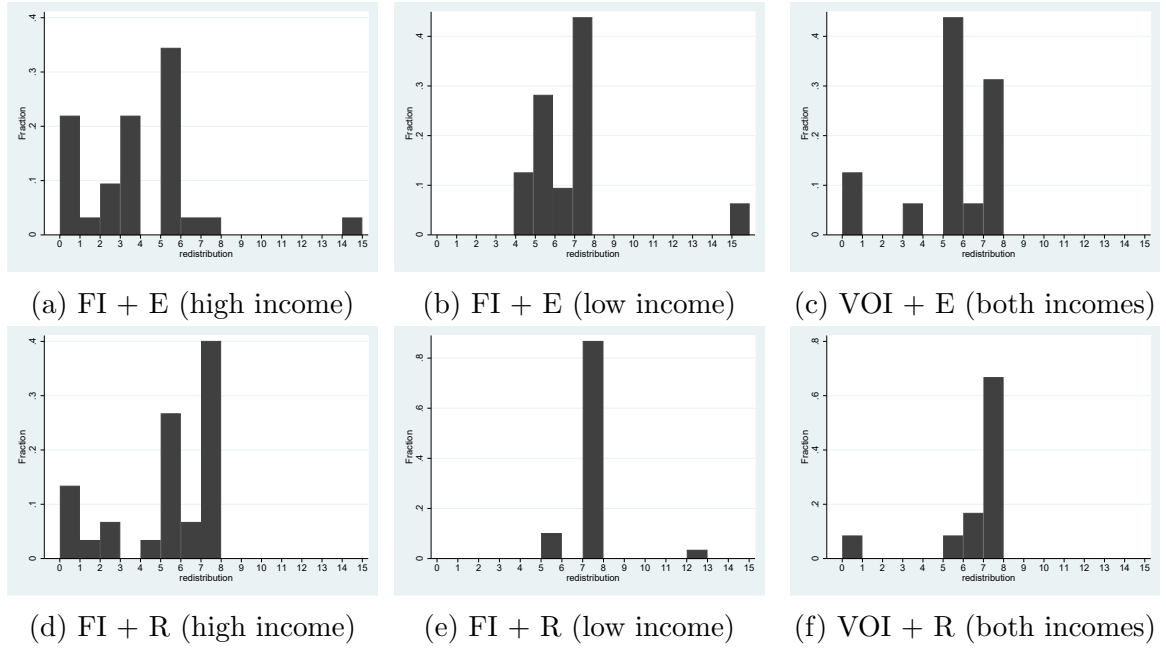 Fraction
0 .1 .2 .3 .4
0 1 2 3 4 5 6 7 8 9 10 11 12 13 14 15
redistribution
(a) FI + E (high income)
Fraction
0 .1 .2 .3 .4
0 1 2 3 4 5 6 7 8 9 10 11 12 13 14 15
redistribution
(b) FI + E (low income)
Fraction
0 .1 .2 .3 .4
0 1 2 3 4 5 6 7 8 9 10 11 12 13 14 15
redistribution
(c) VOI + E (both incomes)
Fraction
0 .1 .2 .3 .4
0 1 2 3 4 5 6 7 8 9 10 11 12 13 14 15
redistribution
(d) FI + R (high income)
Fraction
0 .2 .4 .6 .8
0 1 2 3 4 5 6 7 8 9 10 11 12 13 14 15
redistribution
(e) FI + R (low income)
Fraction
0 .2 .4 .6 .8
0 1 2 3 4 5 6 7 8 9 10 11 12 13 14 15
redistribution
(f) VOI + R (both incomes)